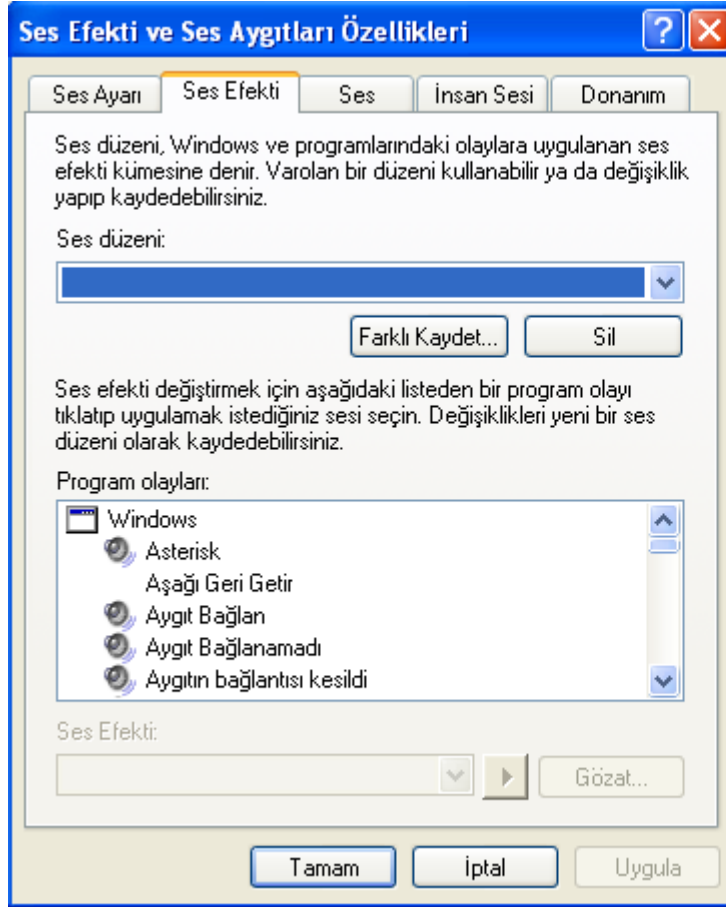 Ses Efekti ve Ses Aygıtları Özellikleri
Ses Ayarı Ses Efekti Ses İnsan Sesi Donanım
Ses düzeni, Windows ve programlarındaki olaylara uygulanan ses
efekti kümesine denir. Varolan bir düzeni kullanabilir ya da değişiklik
yapıp kaydedebilirsiniz.
Ses düzeni:
Farklı Kaydet... Sil
Ses efekti değiştirmek için aşağıdaki listeden bir program olayı
tıklatıp uygulamak istediğiniz sesi seçin. Değişiklikleri yeni bir ses
düzeni olarak kaydedebilirsiniz.
Program olayları:
Windows
Asterisk
Aşağı Geri Getir
Aygıt Bağlan
Aygıt Bağlanamadı
Aygıtın bağlantısı kesildi
Ses Efekti:
Gözat...
Tamam İptal Uygula